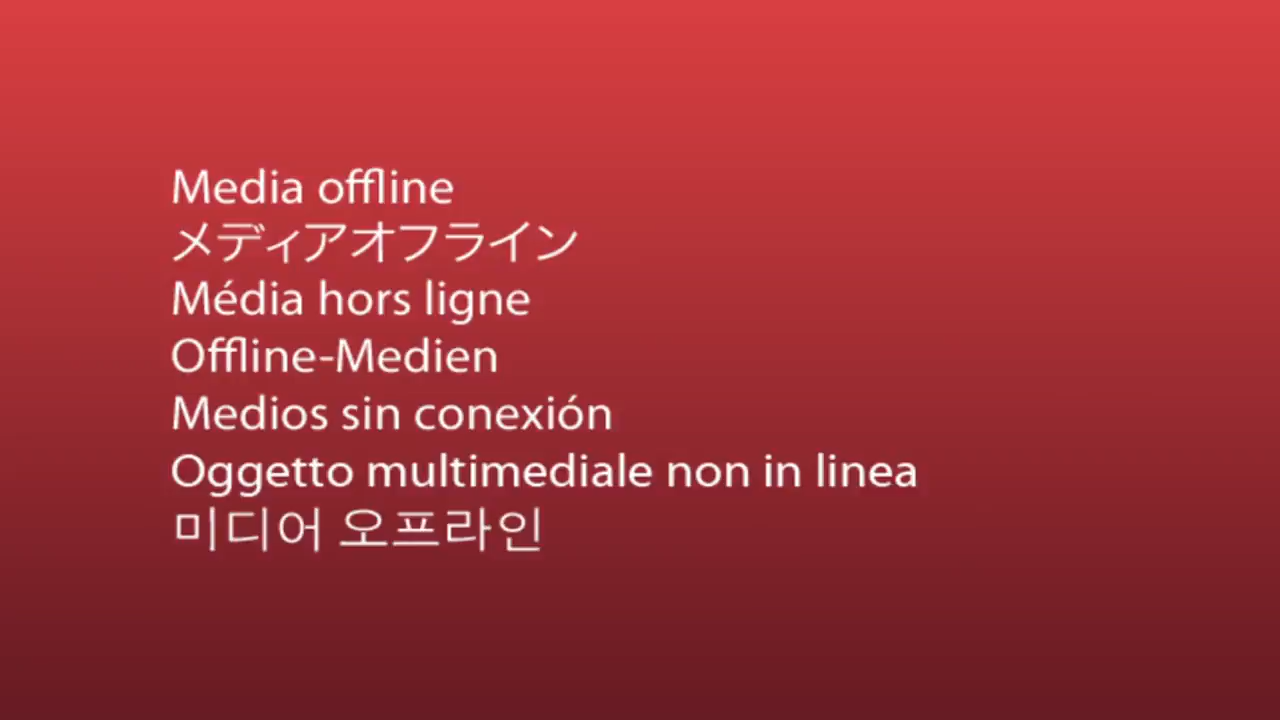 Media offline
メディアオフライン
Média hors ligne
Offline-Medien
Medios sin conexión
Oggetto multimediale non in linea
미디어 오프라인